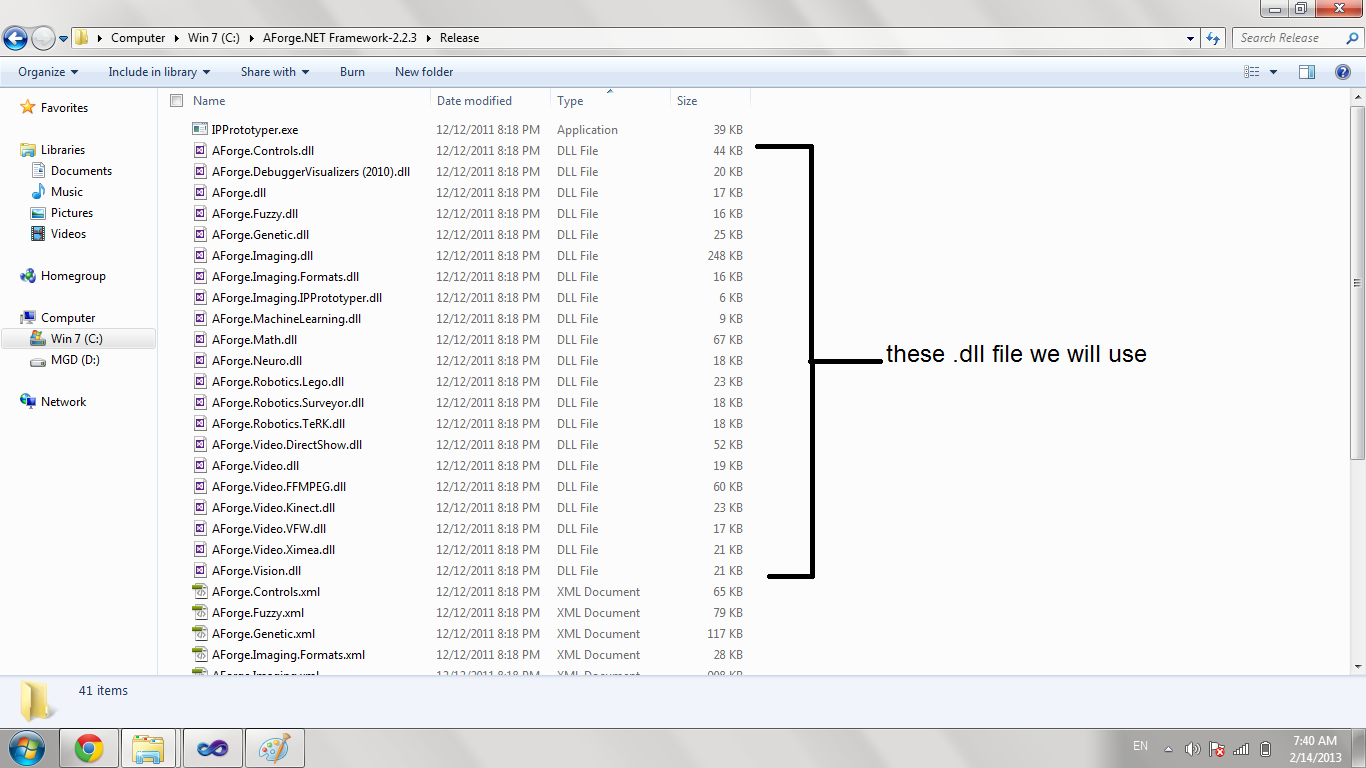 Computer Win 7 (C:) AForge.NET Framework-2.2.3 Release Search Release
Organize Include in library Share with Burn New folder
Favorites
Libraries
Documents
Music
Pictures
Videos
Homegroup
Computer
Win 7 (C:)
MGD (D:)
Network
Name Date modified Type Size
IPPrototyper.exe 12/12/2011 8:18 PM Application 39 KB
AForge.Controls.dll 12/12/2011 8:18 PM DLL File 44 KB
AForge.DebuggerVisualizers (2010).dll 12/12/2011 8:18 PM DLL File 20 KB
AForge.dll 12/12/2011 8:18 PM DLL File 17 KB
AForge.Fuzzy.dll 12/12/2011 8:18 PM DLL File 16 KB
AForge.Genetic.dll 12/12/2011 8:18 PM DLL File 25 KB
AForge.Imaging.dll 12/12/2011 8:18 PM DLL File 248 KB
AForge.Imaging.Formats.dll 12/12/2011 8:18 PM DLL File 16 KB
AForge.Imaging.IPPrototyper.dll 12/12/2011 8:18 PM DLL File 6 KB
AForge.MachineLearning.dll 12/12/2011 8:18 PM DLL File 9 KB
AForge.Math.dll 12/12/2011 8:18 PM DLL File 67 KB
AForge.Neuro.dll 12/12/2011 8:18 PM DLL File 18 KB
AForge.Robotics.Lego.dll 12/12/2011 8:18 PM DLL File 23 KB
AForge.Robotics.Surveyor.dll 12/12/2011 8:18 PM DLL File 18 KB
AForge.Robotics.TeRK.dll 12/12/2011 8:18 PM DLL File 18 KB
AForge.Video.DirectShow.dll 12/12/2011 8:18 PM DLL File 52 KB
AForge.Video.dll 12/12/2011 8:18 PM DLL File 19 KB
AForge.Video.FFMPEG.dll 12/12/2011 8:18 PM DLL File 60 KB
AForge.Video.Kinect.dll 12/12/2011 8:18 PM DLL File 23 KB
AForge.Video.VFW.dll 12/12/2011 8:18 PM DLL File 17 KB
AForge.Video.Ximea.dll 12/12/2011 8:18 PM DLL File 21 KB
AForge.Vision.dll 12/12/2011 8:18 PM DLL File 21 KB
AForge.Controls.xml 12/12/2011 8:18 PM XML Document 65 KB
AForge.Fuzzy.xml 12/12/2011 8:18 PM XML Document 79 KB
AForge.Genetic.xml 12/12/2011 8:18 PM XML Document 117 KB
AForge.Imaging.Formats.xml 12/12/2011 8:18 PM XML Document 28 KB
these .dll file we will use
41 items
EN
7:40 AM
2/14/2013